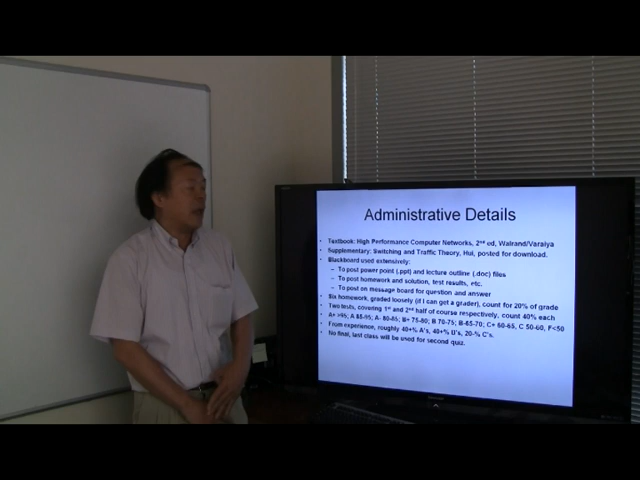 Administrative Details
• Textbook: High Performance Computer Networks, 2nd ed, Walrand/Varaiya
• Supplementary: Switching and Traffic Theory, Hui, posted for download.
• Blackboard used extensively:
– To post power point (.ppt) and lecture outline (.doc) files
– To post homework and solution, test results, etc.
– To post on message board for question and answer
• Six homework, graded loosely (if I can get a grader), count for 20% of grade
• Two tests, covering 1st and 2nd half of course respectively, count 40% each
• A+ >95; A 85-95; A- 80-85; B+ 75-80; B 70-75; B-65-70; C+ 60-65, C 50-60, F<50
• From experience, roughly 40+% A's, 40+% B's, 20-% C's.
• No final, last class will be used for second quiz.